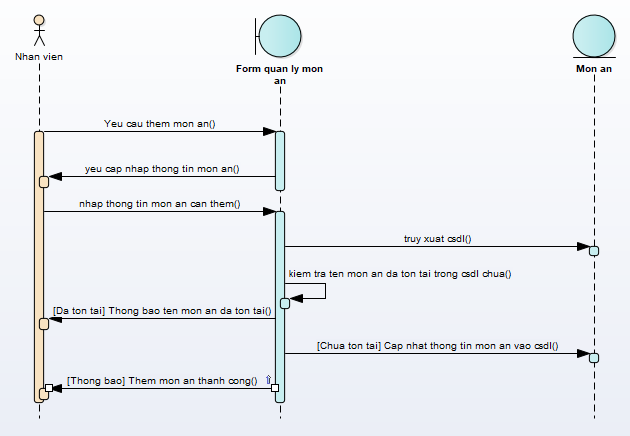 Nhan vien
Form quan ly mon
an
Mon an
Yeu cau them mon an()
yeu cap nhap thong tin mon an()
nhap thong tin mon an can them()
truy xuat csdl()
kiem tra ten mon an da ton tai trong csdl chua()
[Da ton tai] Thong bao ten mon an da ton tai()
[Chua ton tai] Cap nhat thong tin mon an vao csdl()
[Thong bao] Them mon an thanh cong()